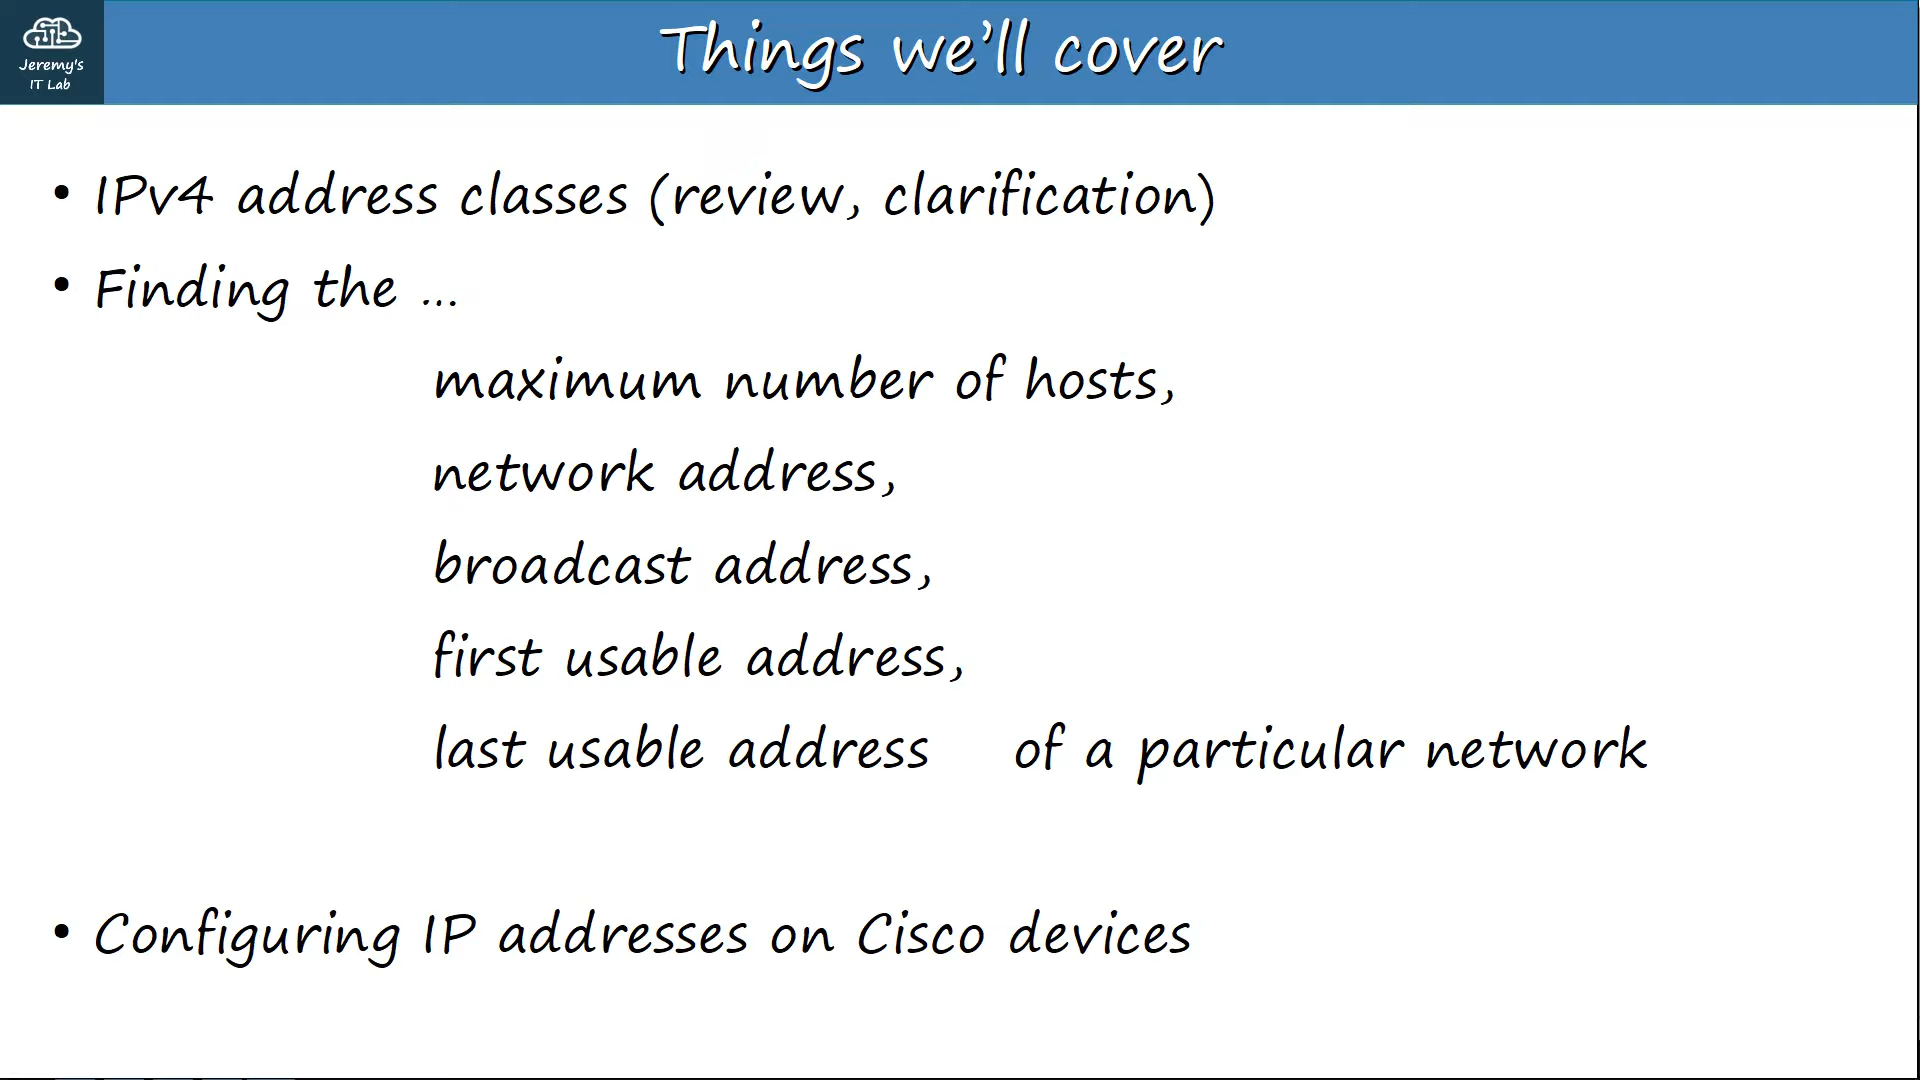 Jeremy's
IT Lab
Things we’ll cover
• IPv4 address classes (review, clarification)
• Finding the ...
maximum number of hosts,
network address,
broadcast address,
first usable address,
last usable address of a particular network
• Configuring IP addresses on Cisco devices